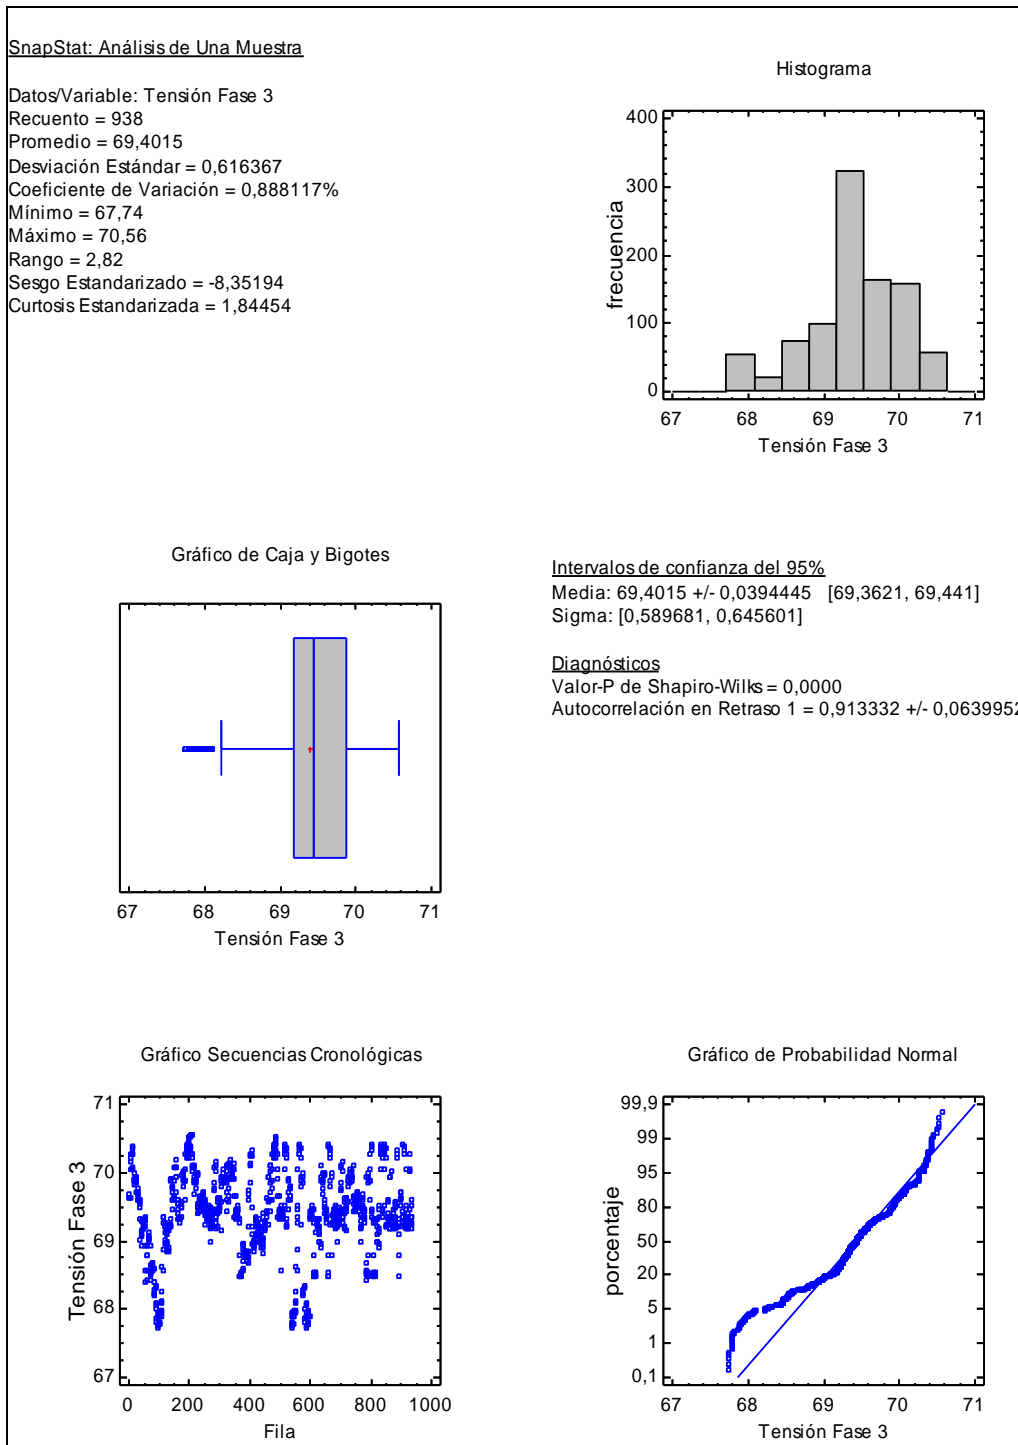 SnapStat: Análisis de Una Muestra
Datos/Variable: Tensión Fase 3
Recuento = 938
Promedio = 69,4015
Desviación Estándar = 0,616367
Coeficiente de Variación = 0,888117%
Mínimo = 67,74
Máximo = 70,56
Rango = 2,82
Sesgo Estandarizado = -8,35194
Curtosis Estandarizada = 1,84454
Histograma
400
300
200
100
0
frecuencia
67 68 69 70 71
Tensión Fase 3
Gráfico de Caja y Bigotes
67 68 69 70 71
Tensión Fase 3
Intervalos de confianza del 95%
Media: 69,4015 +/- 0,0394445 [69,3621, 69,441]
Sigma: [0,589681, 0,645601]
Diagnósticos
Valor-P de Shapiro-Wilks = 0,0000
Autocorrelación en Retraso 1 = 0,913332 +/- 0,0639952
Gráfico Secuencias Cronológicas
71
70
69
68
67
Tensión Fase 3
0 200 400 600 800 1000
Fila
Gráfico de Probabilidad Normal
99,9
99
95
80
50
20
5
1
0,1
porcentaje
67 68 69 70 71
Tensión Fase 3